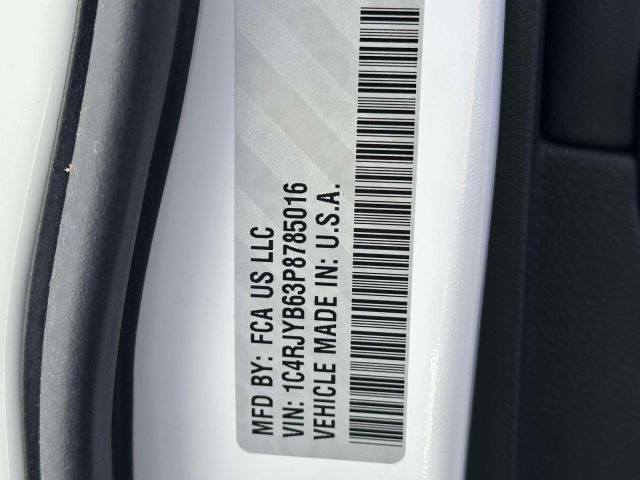 MFD BY: FCA US LLC
VIN: 1C4RJYB63P8785016
VEHICLE MADE IN: U.S.A.